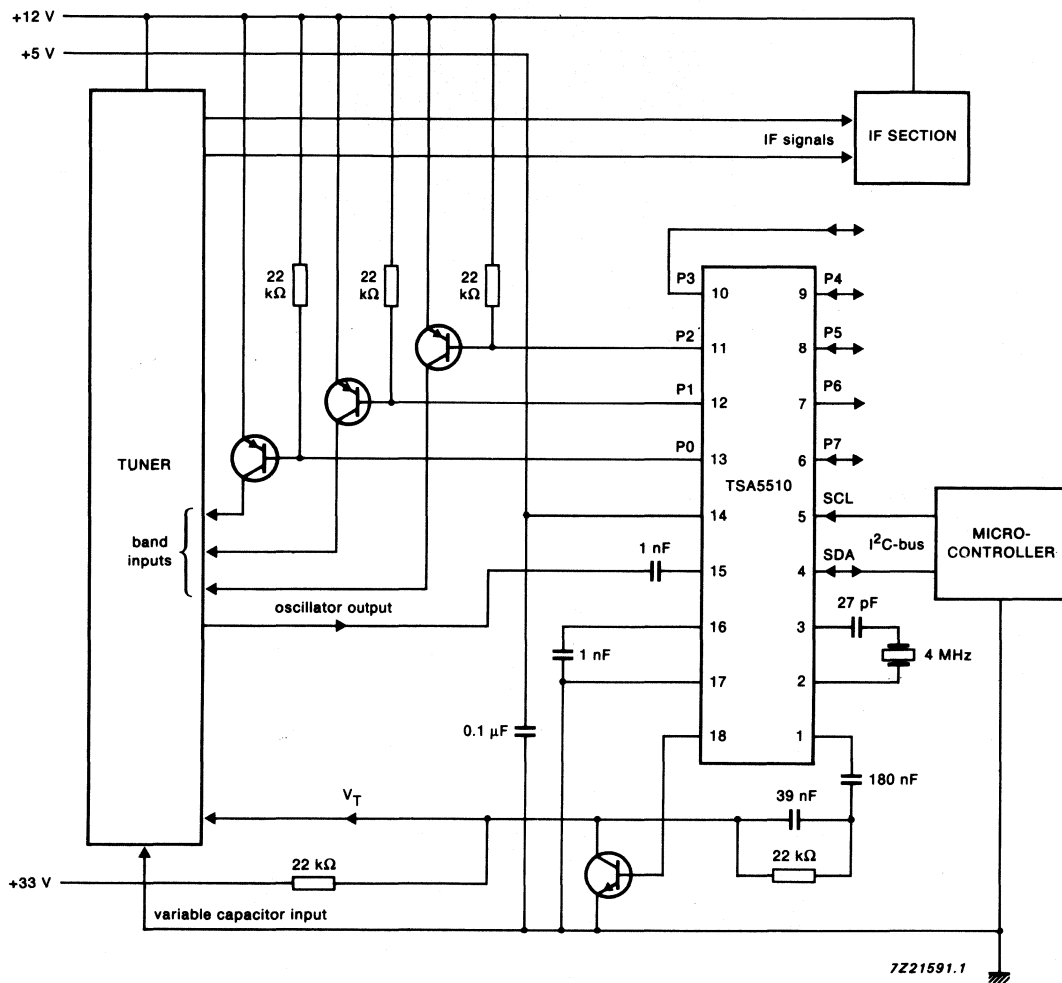 +12 V
+5 V
IF SECTION
IF signals
22 kΩ
22 kΩ
22 kΩ
P3
10
9
P4
P2
11
8
P5
P1
12
7
P6
P0
13
6
P7
TUNER
TSA5510
14
5
SCL
MICRO-
CONTROLLER
I²C-bus
band
inputs
1 nF
15
4
SDA
oscillator output
27 pF
16
3
1 nF
4 MHz
17
2
0.1 μF
18
1
180 nF
39 nF
V_T
22 kΩ
22 kΩ
+33 V
variable capacitor input
7Z21591.1